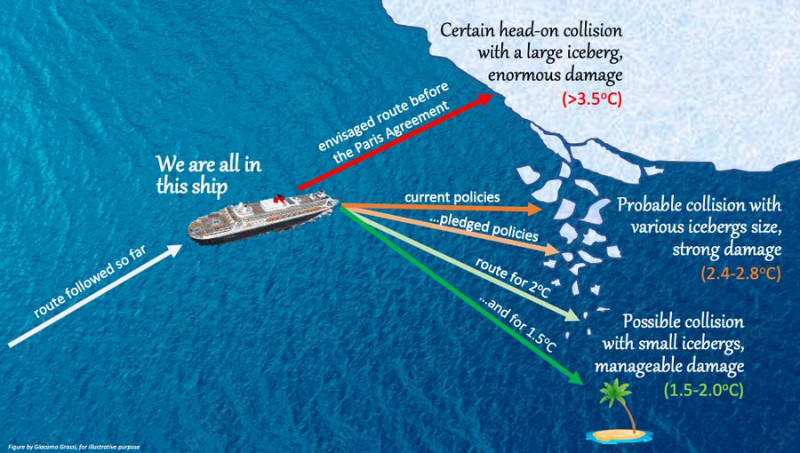 Certain head-on collision
with a large iceberg,
enormous damage
(>3.5°C)
envisaged route before
the Paris Agreement
We are all in
this ship
current policies
...pledged policies
Probable collision with
various icebergs size,
strong damage
(2.4-2.8°C)
route followed so far
route for 2°C
...and for 1.5°C
Possible collision
with small icebergs,
manageable damage
(1.5-2.0°C)
Figure by Giacomo Grassi, for illustrative purpose